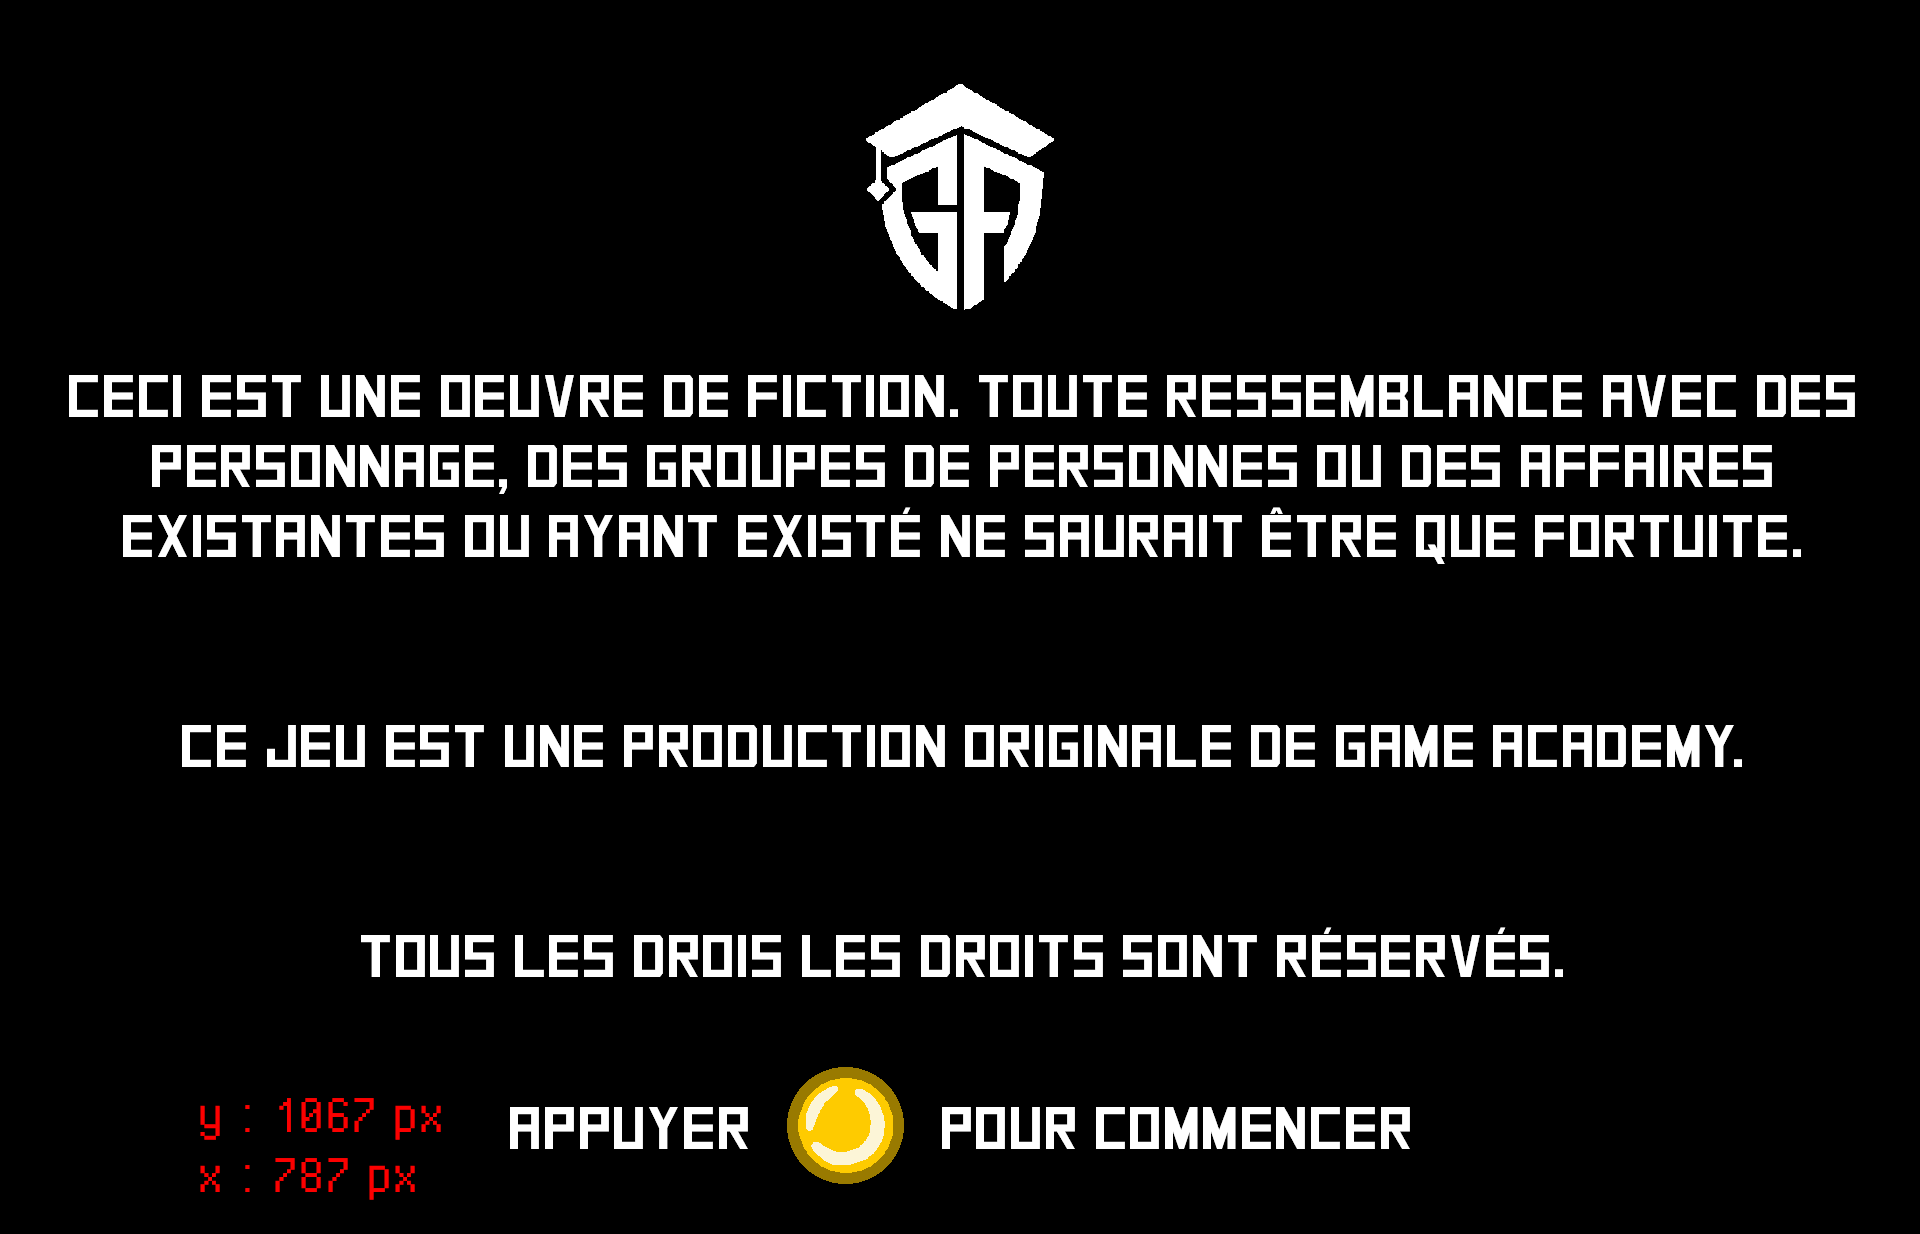 GA
CECI EST UNE OEUVRE DE FICTION. TOUTE RESSEMBLANCE AVEC DES
PERSONNAGE, DES GROUPES DE PERSONNES OU DES AFFAIRES
EXISTANTES OU AYANT EXISTÉ NE SAURAIT ÊTRE QUE FORTUITE.
CE JEU EST UNE PRODUCTION ORIGINALE DE GAME ACADEMY.
TOUS LES DROIS LES DROITS SONT RÉSERVÉS.
y : 1067 px
x : 787 px
APPUYER POUR COMMENCER